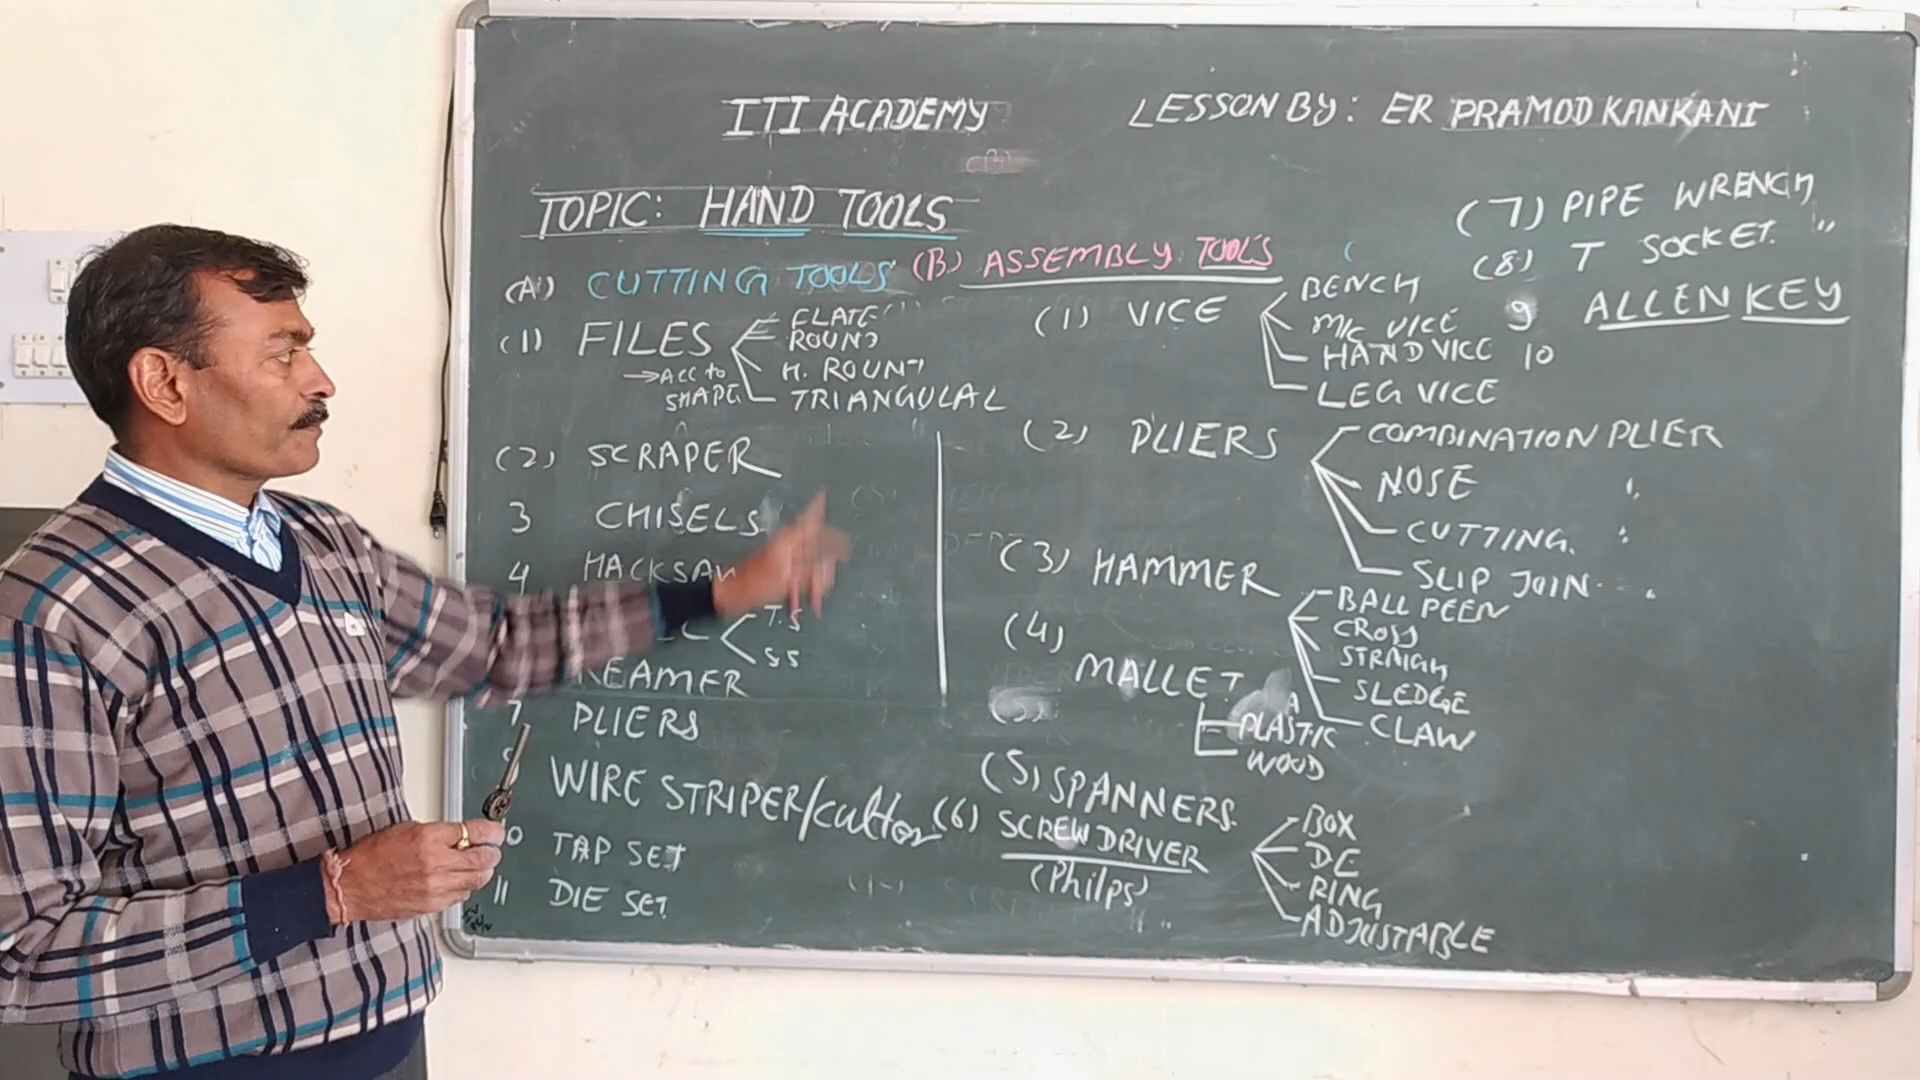 ITI ACADEMY
LESSON BY: ER PRAMOD KANKANI
TOPIC: HAND TOOLS
(A) CUTTING TOOLS
(1) FILES
FLATE
ROUND
H. ROUND
TRIANGULAL
→ ACC to
SHAPE
(2) SCRAPER
3 CHISELS
4 HACKSAW
T.S
SS
REAMER
7 PLIERS
WIRE STRIPER/cutter
TAP SET
11 DIE SET
(B) ASSEMBLY TOOLS
(1) VICE
BENCH
M/C VICE
HAND VICE
LEG VICE
(2) PLIERS
COMBINATION PLIER
NOSE "
CUTTING. "
SLIP JOIN "
(3) HAMMER
BALL PEEN
CROSS
STRAIGH
SLEDGE
CLAW
(4)
MALLET
PLASTIC
WOOD
(5) SPANNERS
(6) SCREW DRIVER
(Philps)
BOX
DE
RING
ADJUSTABLE
(7) PIPE WRENCH
(8) T SOCKET "
9 ALLEN KEY
10